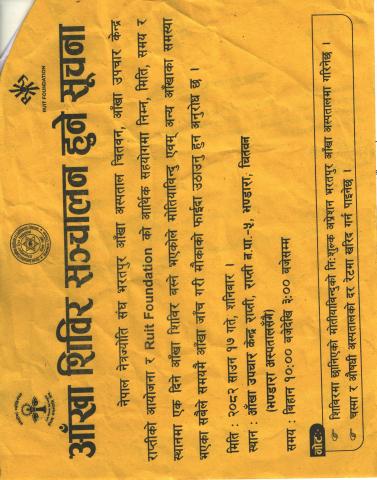 RUIT FOUNDATION
आँखा शिविर सञ्चालन हुने सूचना
नेपाल नेत्रज्योति संघ भरतपुर आँखा अस्पताल चितवन, आँखा उपचार केन्द्र
राप्तीको आयोजना र Ruit Foundation को आर्थिक सहयोगमा निम्न, मिति, समय र
स्थानमा एक दिने आँखा शिविर बस्ने भएकोले मोतियाविन्दु एवम् अन्य आँखाका समस्या
भएका सबैले समयमै आँखा जाँच गरी मौकाको फाईदा उठाउनु हुन अनुरोध छ ।
मिति : २०८२ साउन १७ गते, शनिबार ।
स्थान : आँखा उपचार केन्द्र राप्ती, राप्ती न.पा.-५, भण्डारा, चितवन
(भण्डारा अस्पतालसँगै)
समय : बिहान १०:०० बजेदेखि ३:०० बजेसम्म
नोटः
शिविरमा छानिएको मोतीयाविन्दुको निःशुल्क अप्रेशन भरतपुर आँखा अस्पतालमा गरिनेछ ।
चस्मा र औषधी अस्पतालको दर रेटमा खरिद गर्न पाइनेछ ।